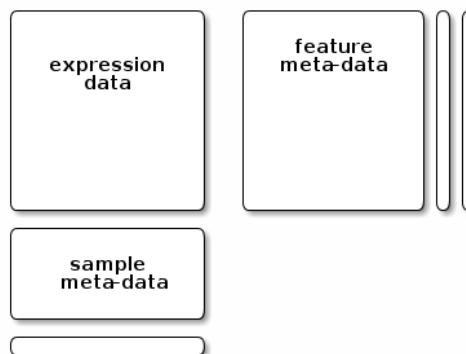 expression
data
feature
meta-data
sample
meta-data